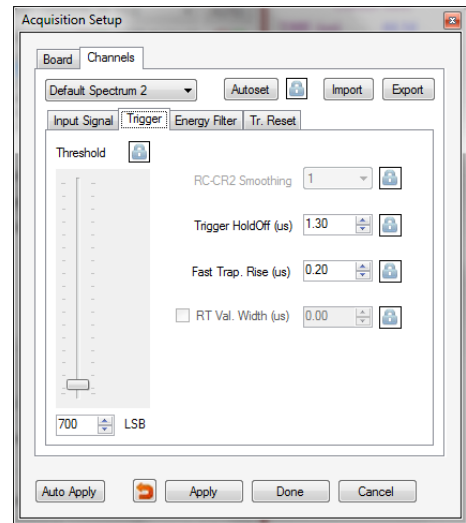 Acquisition Setup
Board Channels
Default Spectrum 2 Autoset Import Export
Input Signal Trigger Energy Filter Tr. Reset
Threshold
RC-CR2 Smoothing 1
Trigger HoldOff (us) 1.30
Fast Trap. Rise (us) 0.20
RT Val. Width (us) 0.00
700 LSB
Auto Apply Apply Done Cancel